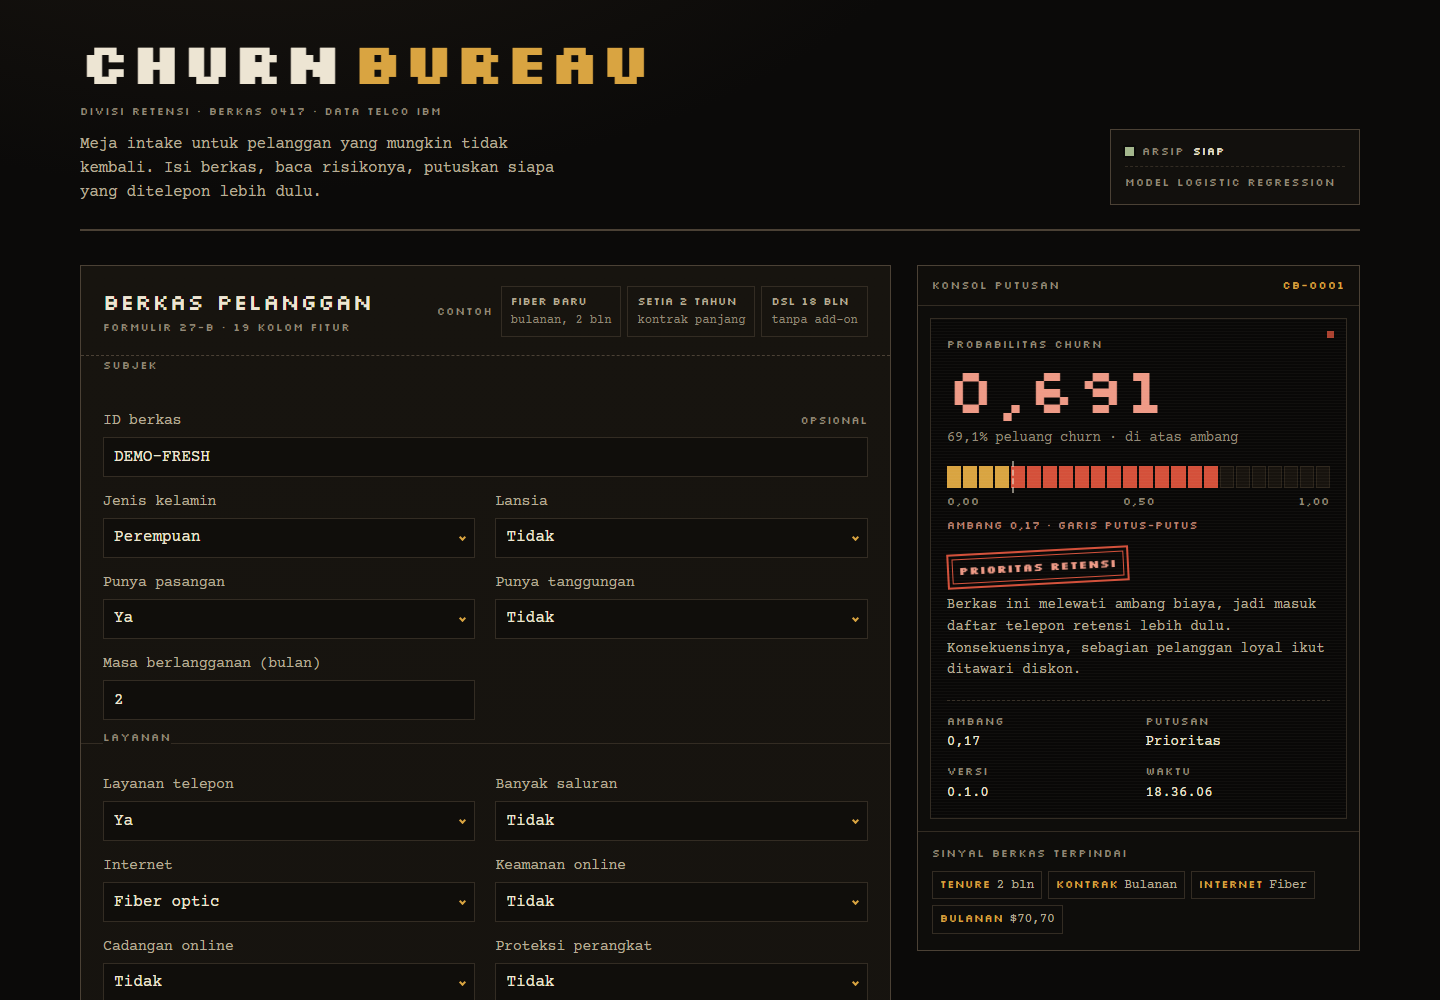 CHURN BUREAU
DIVISI RETENSI · BERKAS 0417 · DATA TELCO IBM
Meja intake untuk pelanggan yang mungkin tidak
kembali. Isi berkas, baca risikonya, putuskan siapa
yang ditelepon lebih dulu.
ARSIP SIAP
MODEL LOGISTIC REGRESSION
BERKAS PELANGGAN
FORMULIR 27-B · 19 KOLOM FITUR
CONTOH
FIBER BARU
bulanan, 2 bln
SETIA 2 TAHUN
kontrak panjang
DSL 18 BLN
tanpa add-on
SUBJEK
ID berkas
OPSIONAL
DEMO-FRESH
Jenis kelamin
Perempuan
Lansia
Tidak
Punya pasangan
Ya
Punya tanggungan
Tidak
Masa berlangganan (bulan)
2
LAYANAN
Layanan telepon
Ya
Banyak saluran
Tidak
Internet
Fiber optic
Keamanan online
Tidak
Cadangan online
Tidak
Proteksi perangkat
Tidak
KONSOL PUTUSAN
CB-0001
PROBABILITAS CHURN
0,691
69,1% peluang churn · di atas ambang
0,00 0,50 1,00
AMBANG 0,17 · GARIS PUTUS-PUTUS
PRIORITAS RETENSI
Berkas ini melewati ambang biaya, jadi masuk
daftar telepon retensi lebih dulu.
Konsekuensinya, sebagian pelanggan loyal ikut
ditawari diskon.
AMBANG
0,17
PUTUSAN
Prioritas
VERSI
0.1.0
WAKTU
18.36.06
SINYAL BERKAS TERPINDAI
TENURE 2 bln
KONTRAK Bulanan
INTERNET Fiber
BULANAN $70,70